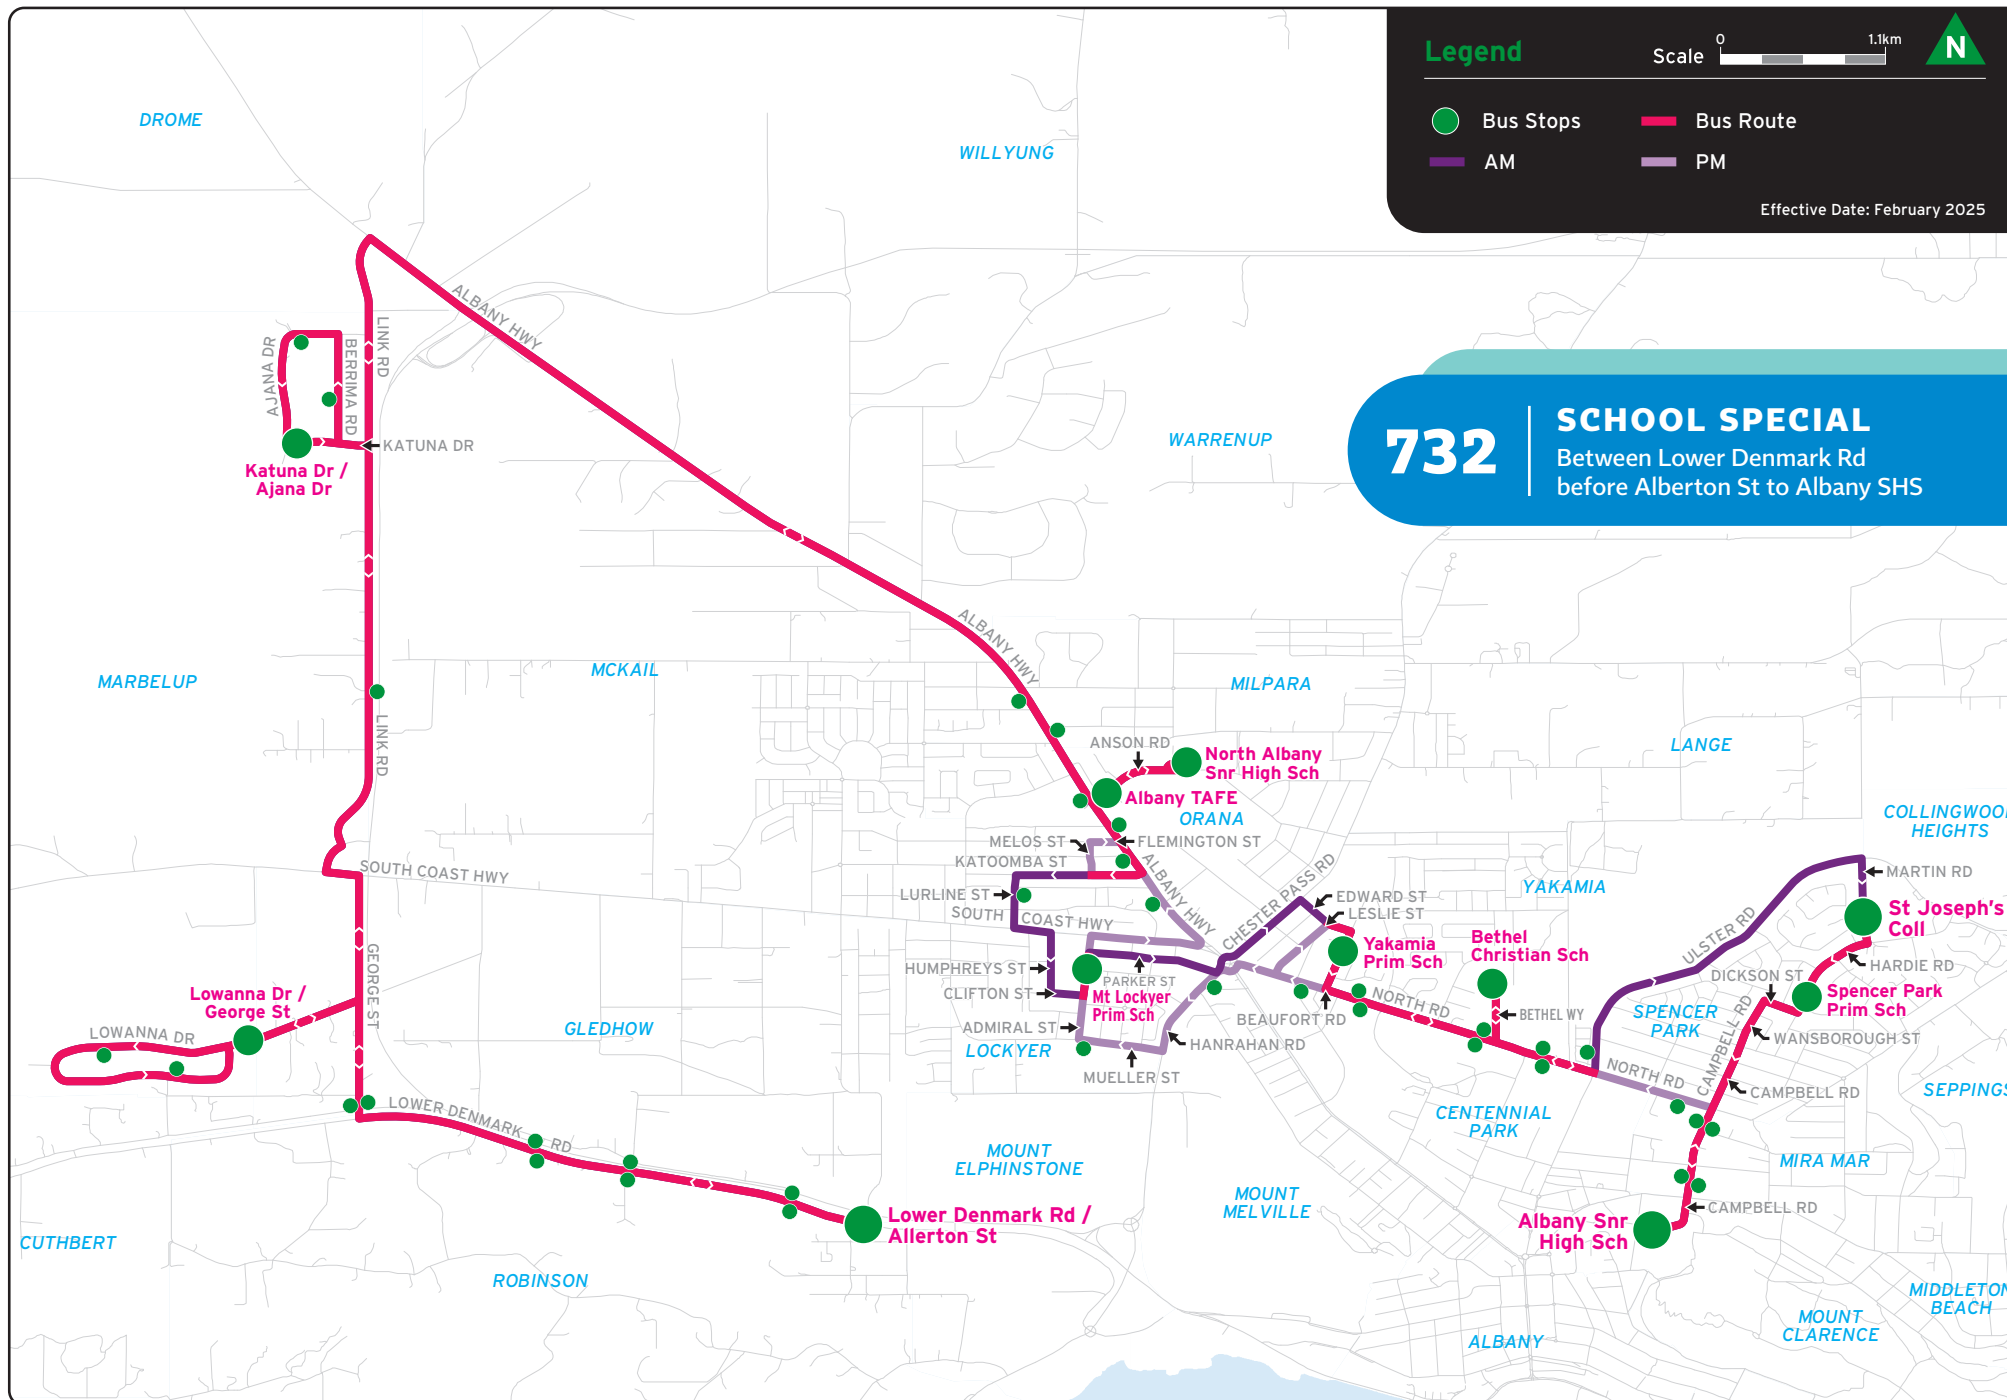 Legend
Scale
0
1.1km
N
Bus Stops
Bus Route
AM
PM
Effective Date: February 2025
732
SCHOOL SPECIAL
Between Lower Denmark Rd
before Alberton St to Albany SHS
DROME
WILLYUNG
ALBANY HWY
LINK RD
AJANA DR
BERRIMA RD
KATUNA DR
Katuna Dr /
Ajana Dr
WARRENUP
MARBELUP
MCKAIL
ALBANY HWY
MILPARA
LINK RD
LANGE
ANSON RD
North Albany
Snr High Sch
Albany TAFE
ORANA
COLLINGWOO
HEIGHTS
MELOS ST
FLEMINGTON ST
KATOOMBA ST
ALBANY HWY
CHESTER PASS RD
SOUTH COAST HWY
LURLINE ST
SOUTH
COAST HWY
EDWARD ST
LESLIE ST
YAKAMIA
MARTIN RD
ULSTER RD
St Joseph's
Coll
Yakamia
Prim Sch
Bethel
Christian Sch
GEORGE ST
HUMPHREYS ST
PARKER ST
CLIFTON ST
Mt Lockyer
Prim Sch
HARDIE RD
DICKSON ST
Spencer Park
Prim Sch
Lowanna Dr /
George St
LOWANNA DR
GLEDHOW
ADMIRAL ST
LOCKYER
HANRAHAN RD
MUELLER ST
BEAUFORT RD
NORTH RD
BETHEL WY
SPENCER
PARK
CAMPBELL RD
WANSBOROUGH ST
NORTH RD
CAMPBELL RD
SEPPINGS
LOWER DENMARK
RD
CENTENNIAL
PARK
MOUNT
ELPHINSTONE
MIRA MAR
MOUNT
MELVILLE
CAMPBELL RD
Lower Denmark Rd /
Allerton St
Albany Snr
High Sch
CUTHBERT
ROBINSON
MIDDLETON
BEACH
MOUNT
CLARENCE
ALBANY